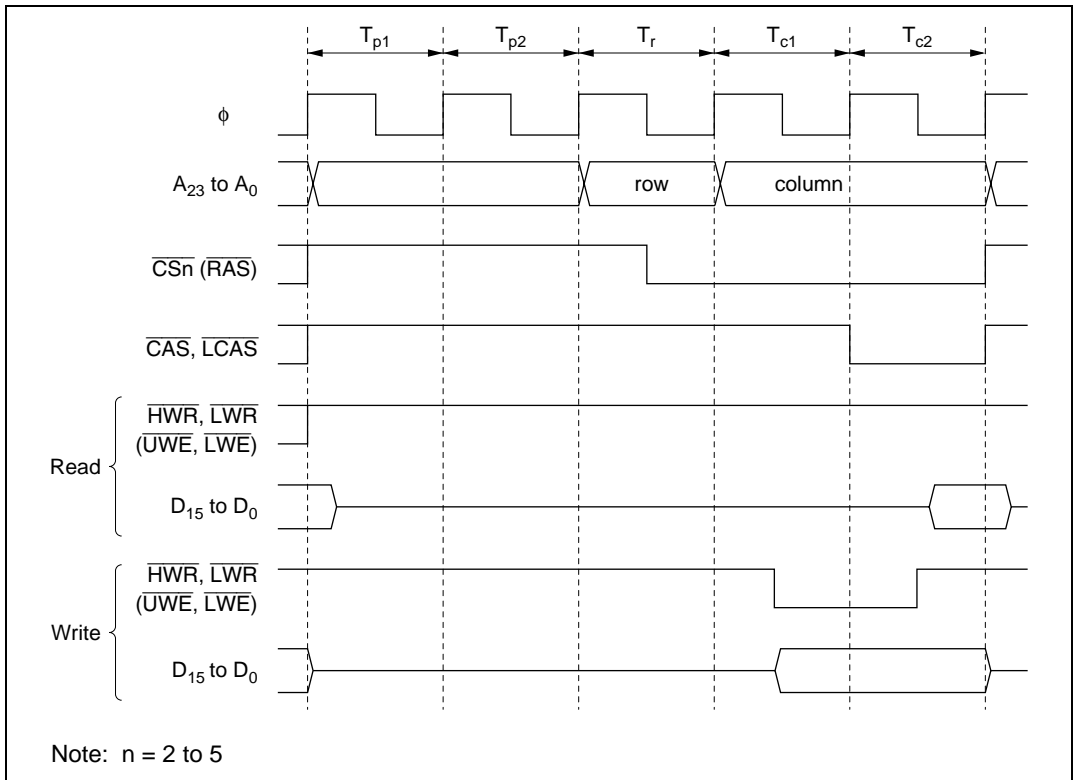 Tp1 Tp2 Tr Tc1 Tc2
ϕ
A23 to A0 row column
CSn (RAS)
CAS, LCAS
Read
HWR, LWR
(UWE, LWE)
D15 to D0
Write
HWR, LWR
(UWE, LWE)
D15 to D0
Note: n = 2 to 5